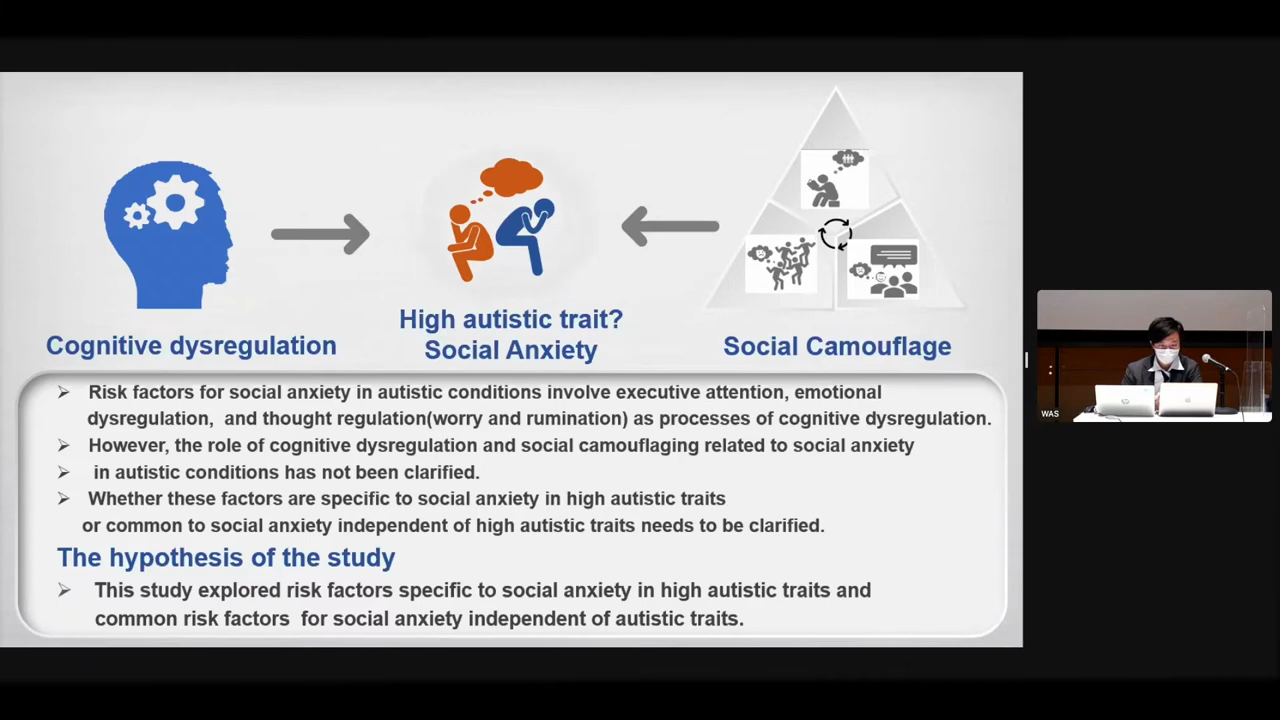 Cognitive dysregulation
High autistic trait?
Social Anxiety
Social Camouflage
Risk factors for social anxiety in autistic conditions involve executive attention, emotional
dysregulation, and thought regulation(worry and rumination) as processes of cognitive dysregulation.
However, the role of cognitive dysregulation and social camouflaging related to social anxiety
in autistic conditions has not been clarified.
Whether these factors are specific to social anxiety in high autistic traits
or common to social anxiety independent of high autistic traits needs to be clarified.
The hypothesis of the study
This study explored risk factors specific to social anxiety in high autistic traits and
common risk factors for social anxiety independent of autistic traits.
WAS